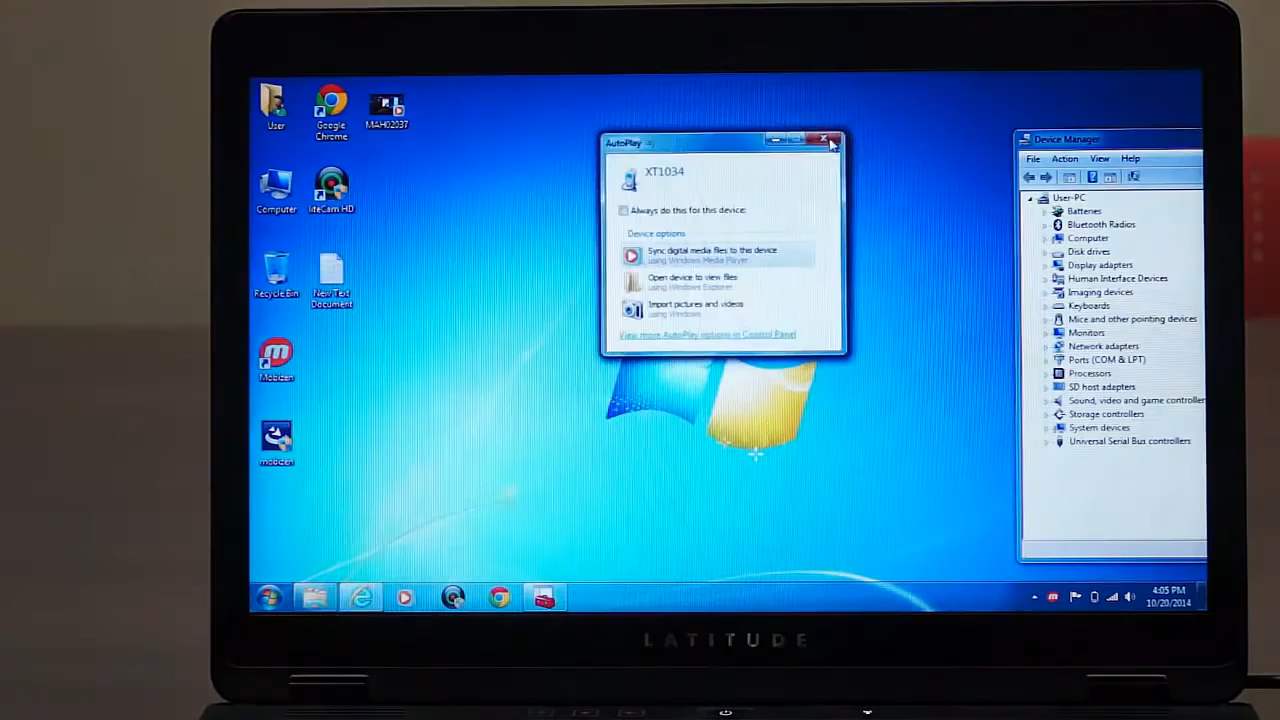 User
Google
Chrome
MAH02037
Computer
liteCam HD
Recycle Bin
New Text
Document
Mobizen
mobizen
AutoPlay
XT1034
Always do this for this device:
Device options
Sync digital media files to this device
using Windows Media Player
Open device to view files
using Windows Explorer
Import pictures and videos
using Windows
View more AutoPlay options in Control Panel
Device Manager
File Action View Help
User-PC
Batteries
Bluetooth Radios
Computer
Disk drives
Display adapters
Human Interface Devices
Imaging devices
Keyboards
Mice and other pointing devices
Monitors
Network adapters
Ports (COM & LPT)
Processors
SD host adapters
Sound, video and game controller
Storage controllers
System devices
Universal Serial Bus controllers
4:05 PM
10/20/2014
LATITUDE